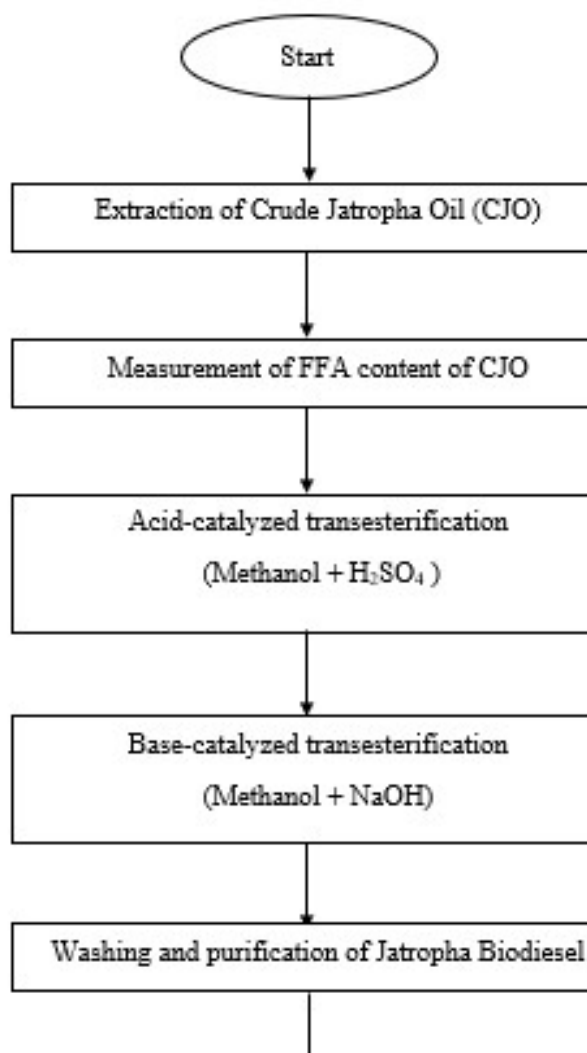 Start
Extraction of Crude Jatropha Oil (CJO)
Measurement of FFA content of CJO
Acid-catalyzed transesterification
(Methanol + H₂SO₄ )
Base-catalyzed transesterification
(Methanol + NaOH)
Washing and purification of Jatropha Biodiesel